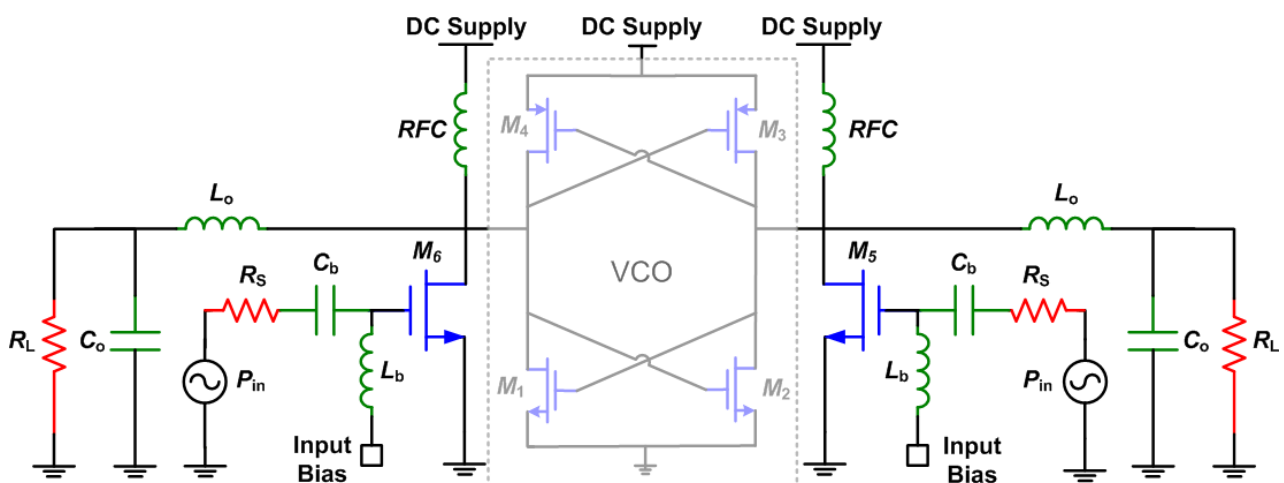 DC Supply DC Supply DC Supply
RFC M4 M3 RFC
Lo Lo
M6 M5
RS Cb VCO Cb RS
RL Co Pin Lb M1 M2 Lb Pin Co RL
Input Bias
Input Bias